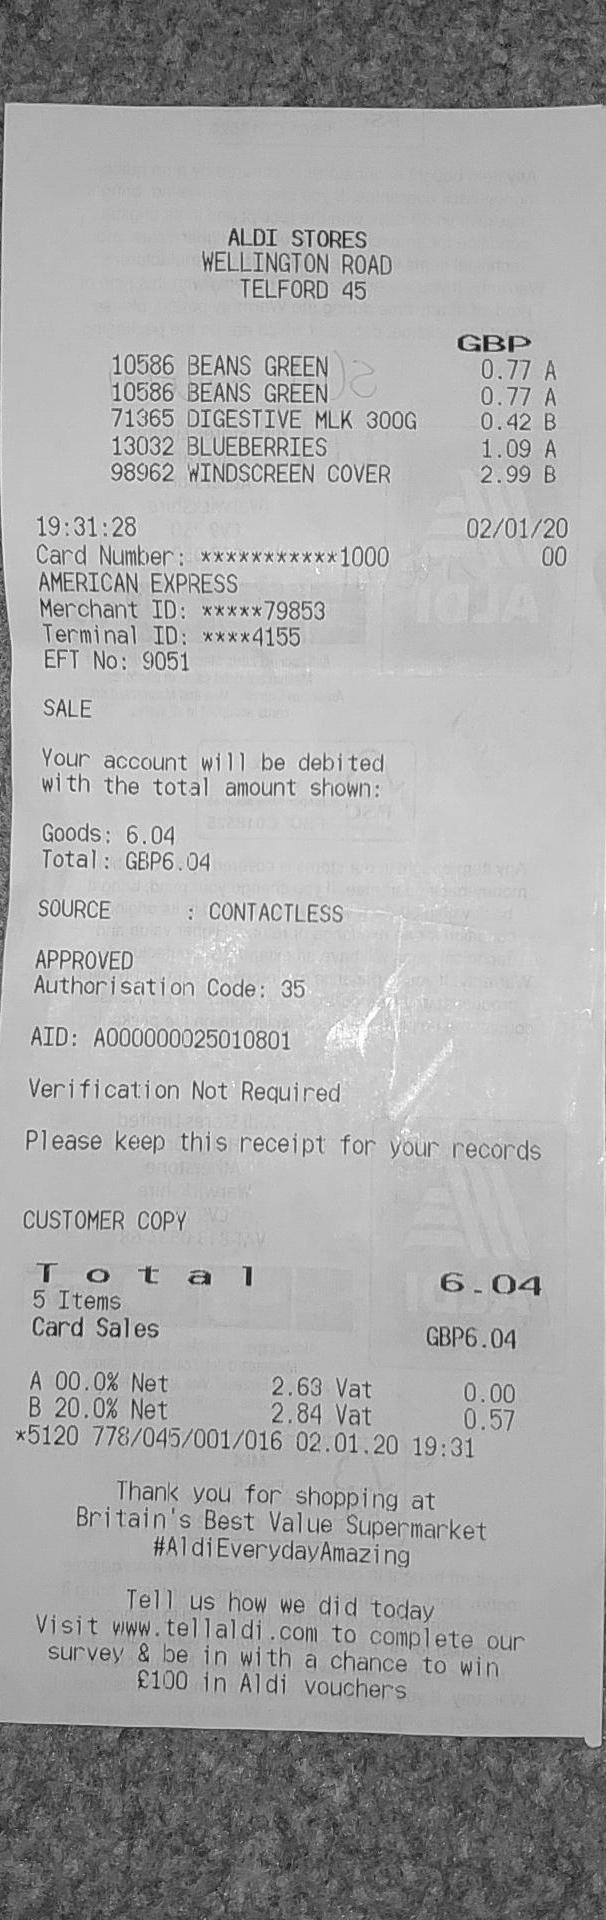 ALDI STORES
WELLINGTON ROAD
TELFORD 45
GBP
10586 BEANS GREEN 0.77 A
10586 BEANS GREEN 0.77 A
71365 DIGESTIVE MLK 300G 0.42 B
13032 BLUEBERRIES 1.09 A
98962 WINDSCREEN COVER 2.99 B
19:31:28 02/01/20
Card Number: ***********1000 00
AMERICAN EXPRESS
Merchant ID: *****79853
Terminal ID: ****4155
EFT No: 9051
SALE
Your account will be debited
with the total amount shown:
Goods: 6.04
Total: GBP6.04
SOURCE : CONTACTLESS
APPROVED
Authorisation Code: 35
AID: A000000025010801
Verification Not Required
Please keep this receipt for your records
CUSTOMER COPY
Total 6.04
5 Items
Card Sales GBP6.04
A 00.0% Net 2.63 Vat 0.00
B 20.0% Net 2.84 Vat 0.57
*5120 778/045/001/016 02.01.20 19:31
Thank you for shopping at
Britain's Best Value Supermarket
#AldiEverydayAmazing
Tell us how we did today
Visit www.tellaldi.com to complete our
survey & be in with a chance to win
£100 in Aldi vouchers